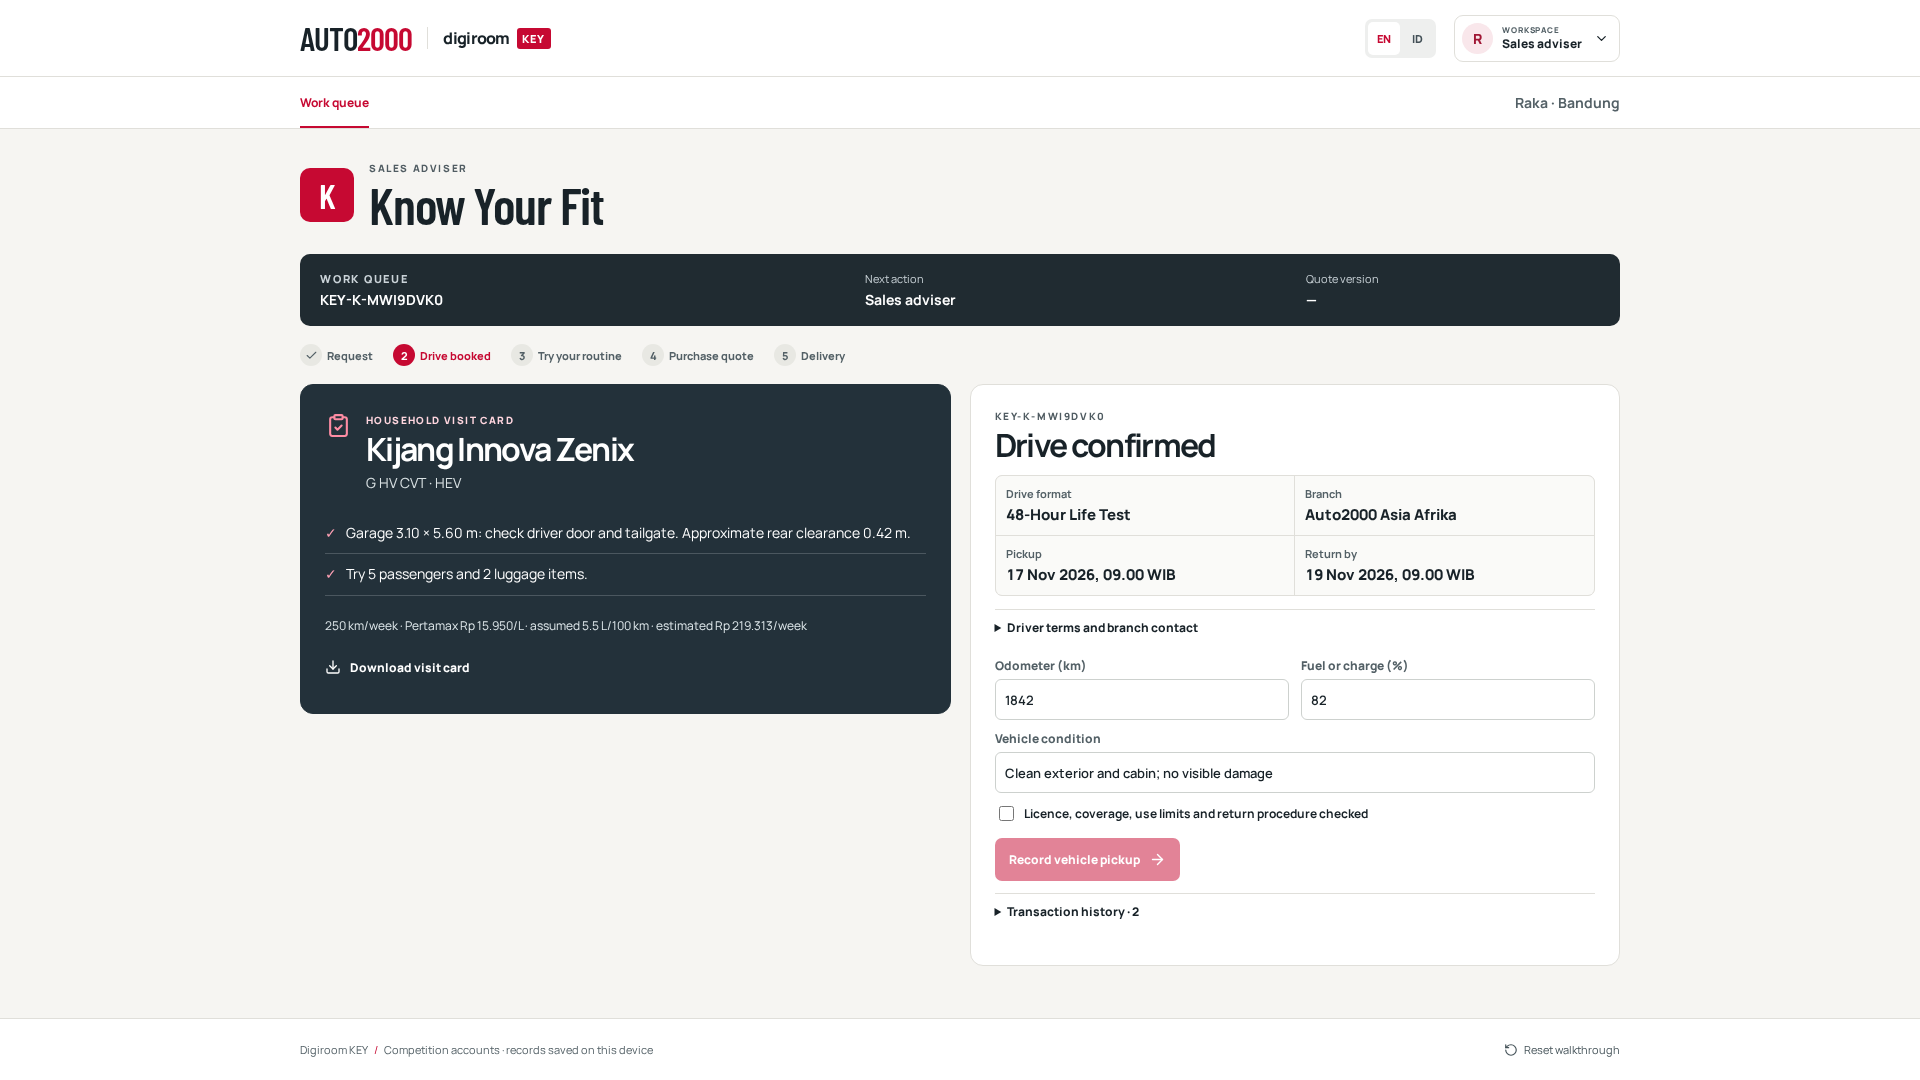 AUTO2000
digiroom KEY
EN ID
R
WORKSPACE
Sales adviser
Work queue
Raka · Bandung
K
SALES ADVISER
Know Your Fit
WORK QUEUE
KEY-K-MWI9DVK0
Next action
Sales adviser
Quote version
—
✓ Request
2 Drive booked
3 Try your routine
4 Purchase quote
5 Delivery
HOUSEHOLD VISIT CARD
Kijang Innova Zenix
G HV CVT · HEV
✓ Garage 3.10 × 5.60 m: check driver door and tailgate. Approximate rear clearance 0.42 m.
✓ Try 5 passengers and 2 luggage items.
250 km/week · Pertamax Rp 15.950/L · assumed 5.5 L/100 km · estimated Rp 219.313/week
Download visit card
KEY-K-MWI9DVK0
Drive confirmed
Drive format
48-Hour Life Test
Branch
Auto2000 Asia Afrika
Pickup
17 Nov 2026, 09.00 WIB
Return by
19 Nov 2026, 09.00 WIB
▶ Driver terms and branch contact
Odometer (km)
1842
Fuel or charge (%)
82
Vehicle condition
Clean exterior and cabin; no visible damage
Licence, coverage, use limits and return procedure checked
Record vehicle pickup →
▶ Transaction history · 2
Digiroom KEY / Competition accounts · records saved on this device
Reset walkthrough